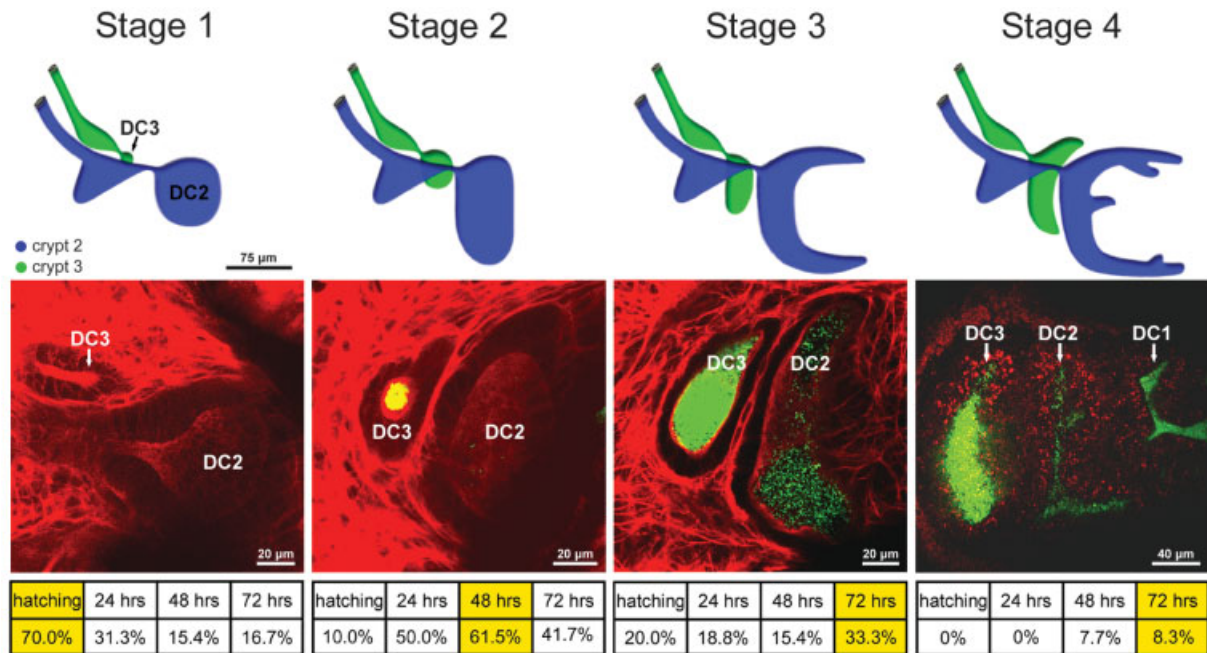 Stage 1 Stage 2 Stage 3 Stage 4
DC3
DC2
crypt 2
crypt 3
75 µm
DC3
DC2
20 µm
DC3
DC2
20 µm
DC3
DC2
20 µm
DC3 DC2 DC1
40 µm
hatching 24 hrs 48 hrs 72 hrs
70.0% 31.3% 15.4% 16.7%
hatching 24 hrs 48 hrs 72 hrs
10.0% 50.0% 61.5% 41.7%
hatching 24 hrs 48 hrs 72 hrs
20.0% 18.8% 15.4% 33.3%
hatching 24 hrs 48 hrs 72 hrs
0% 0% 7.7% 8.3%